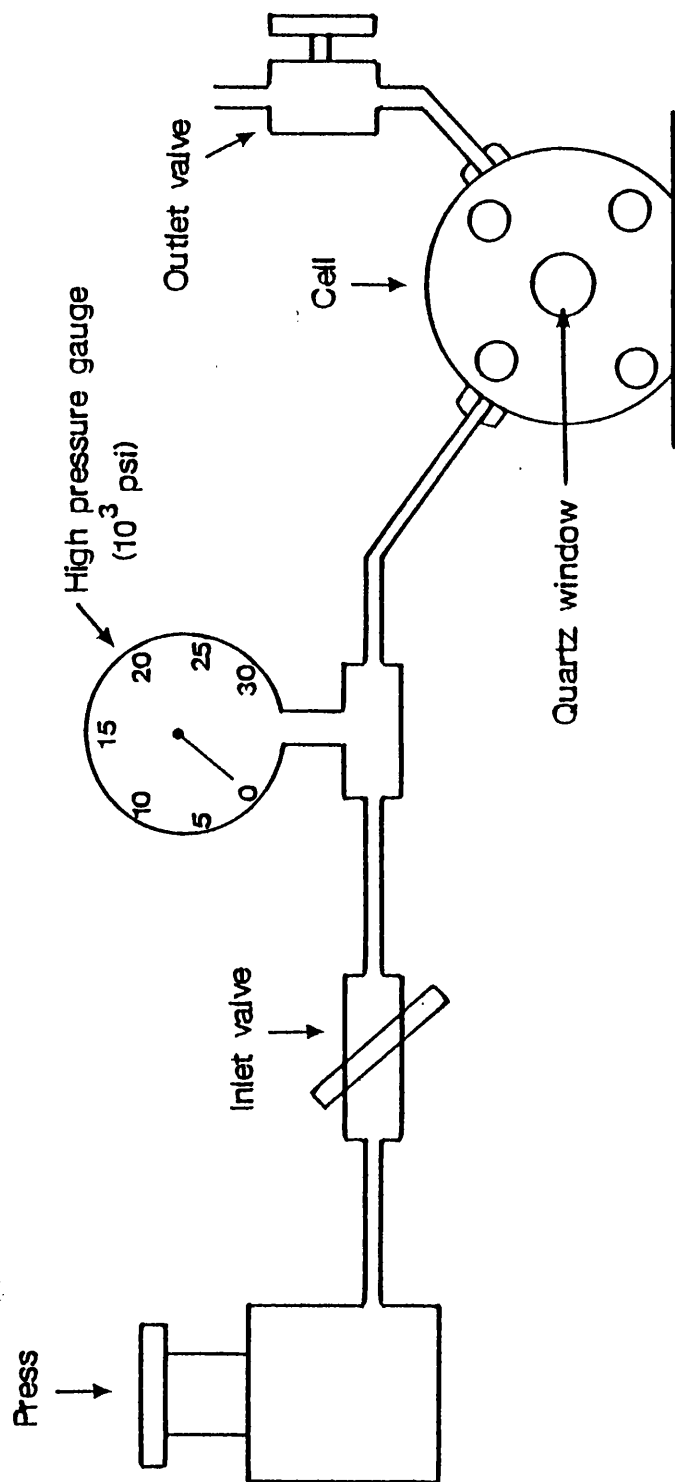 Press
Inlet valve
High pressure gauge
(10³ psi)
0
5
10
15
20
25
30
Outlet valve
Cell
Quartz window